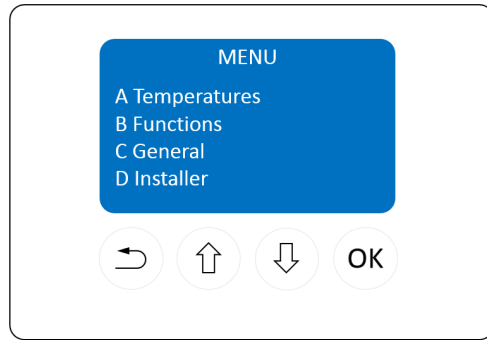 MENU
A Temperatures
B Functions
C General
D Installer
OK